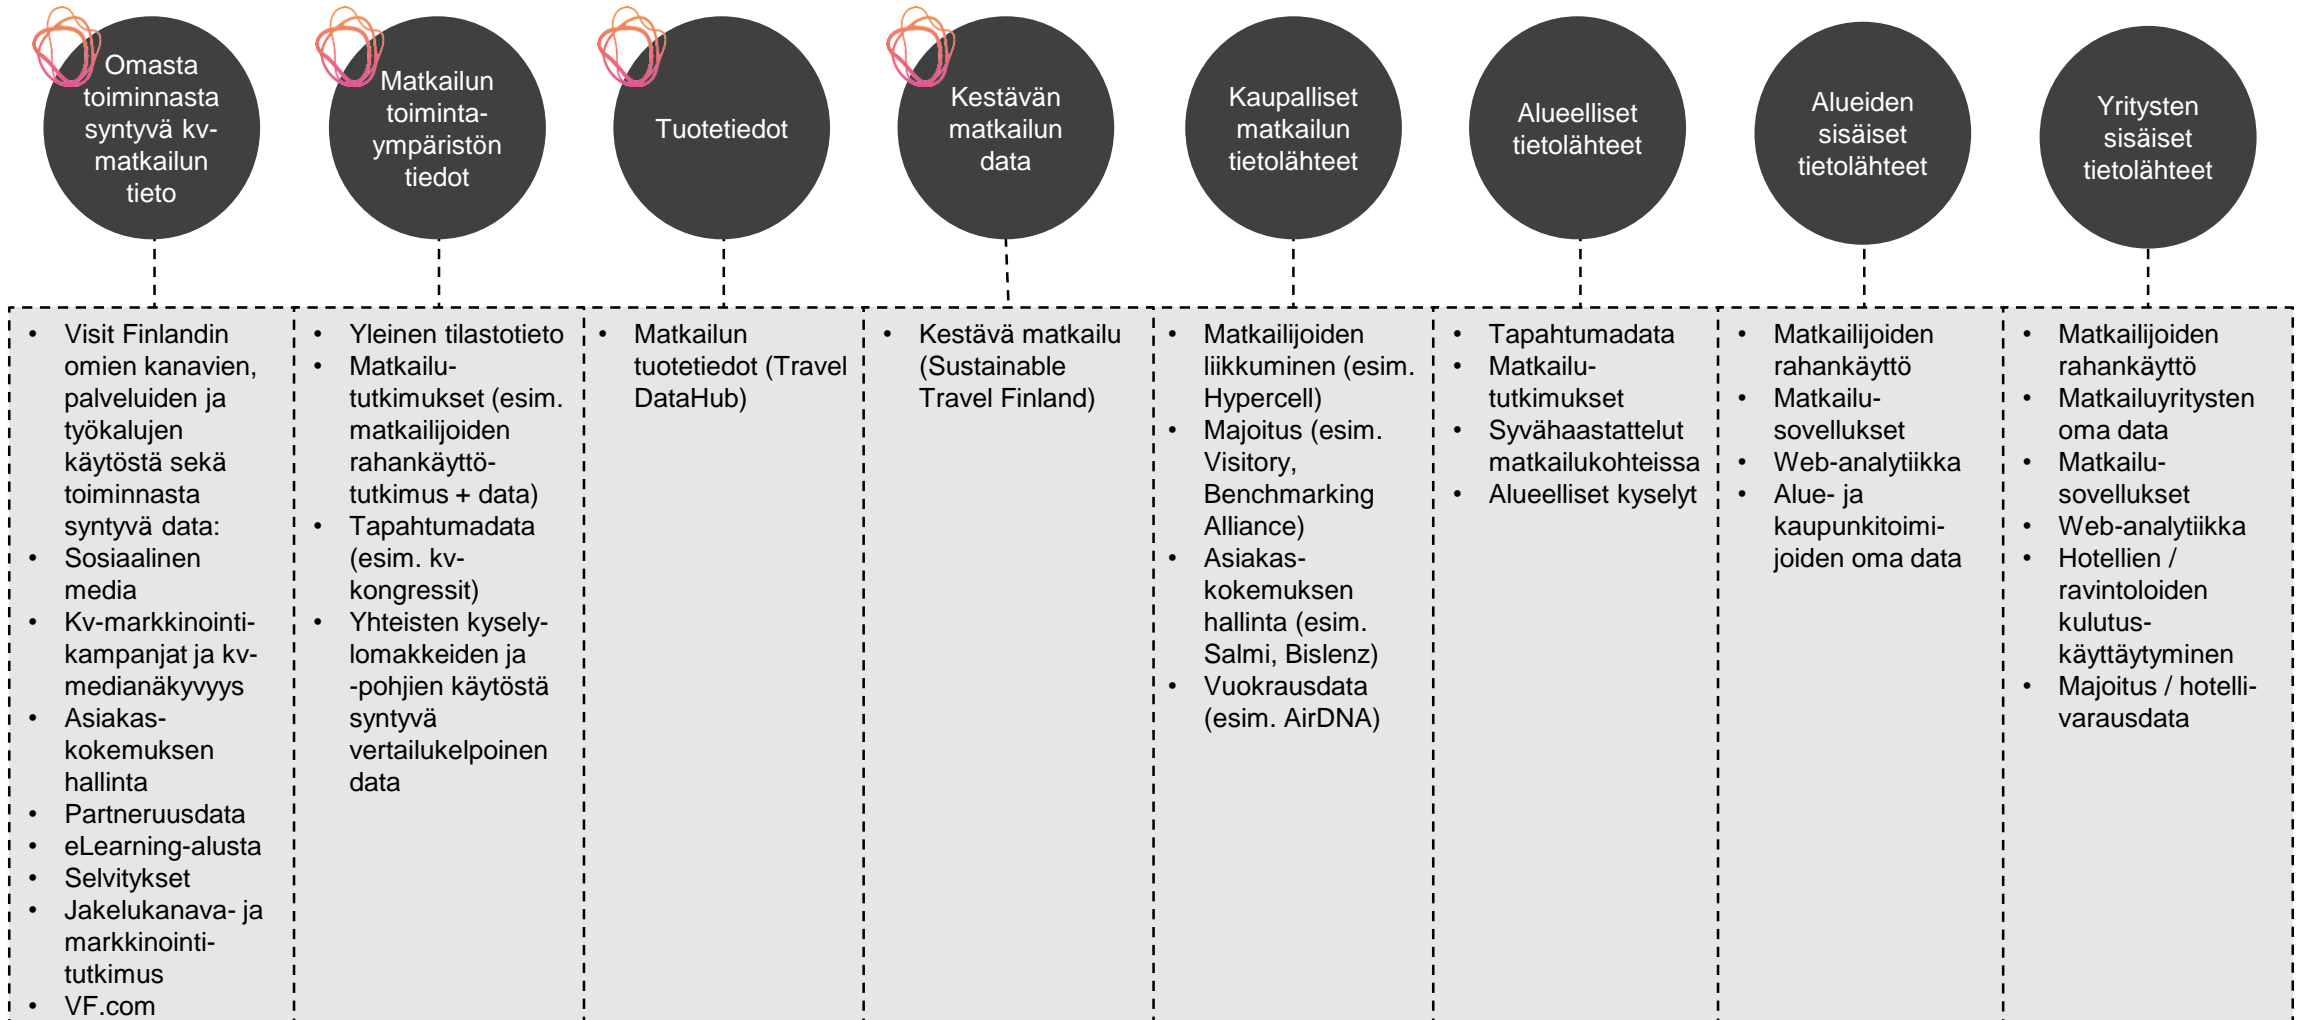 Omasta
toiminnasta
syntyvä kv-
matkailun
tieto
Matkailun
toiminta-
ympäristön
tiedot
Tuotetiedot
Kestävän
matkailun
data
Kaupalliset
matkailun
tietolähteet
Alueelliset
tietolähteet
Alueiden
sisäiset
tietolähteet
Yritysten
sisäiset
tietolähteet
• Visit Finlandin
omien kanavien,
palveluiden ja
työkalujen
käytöstä sekä
toiminnasta
syntyvä data:
• Sosiaalinen
media
• Kv-markkinointi-
kampanjat ja kv-
medianäkyvyys
• Asiakas-
kokemuksen
hallinta
• Partneruusdata
• eLearning-alusta
• Selvitykset
• Jakelukanava- ja
markkinointi-
tutkimus
• VF.com
• Yleinen tilastotieto
• Matkailu-
tutkimukset (esim.
matkailijoiden
rahankäyttö-
tutkimus + data)
• Tapahtumadata
(esim. kv-
kongressit)
• Yhteisten kysely-
lomakkeiden ja
-pohjien käytöstä
syntyvä
vertailukelpoinen
data
• Matkailun
tuotetiedot (Travel
DataHub)
• Kestävä matkailu
(Sustainable
Travel Finland)
• Matkailijoiden
liikkuminen (esim.
Hypercell)
• Majoitus (esim.
Visitory,
Benchmarking
Alliance)
• Asiakas-
kokemuksen
hallinta (esim.
Salmi, Bislenz)
• Vuokrausdata
(esim. AirDNA)
• Tapahtumadata
• Matkailu-
tutkimukset
• Syvähaastattelut
matkailukohteissa
• Alueelliset kyselyt
• Matkailijoiden
rahankäyttö
• Matkailu-
sovellukset
• Web-analytiikka
• Alue- ja
kaupunkitoimi-
joiden oma data
• Matkailijoiden
rahankäyttö
• Matkailuyritysten
oma data
• Matkailu-
sovellukset
• Web-analytiikka
• Hotellien /
ravintoloiden
kulutus-
käyttäytyminen
• Majoitus / hotelli-
varausdata